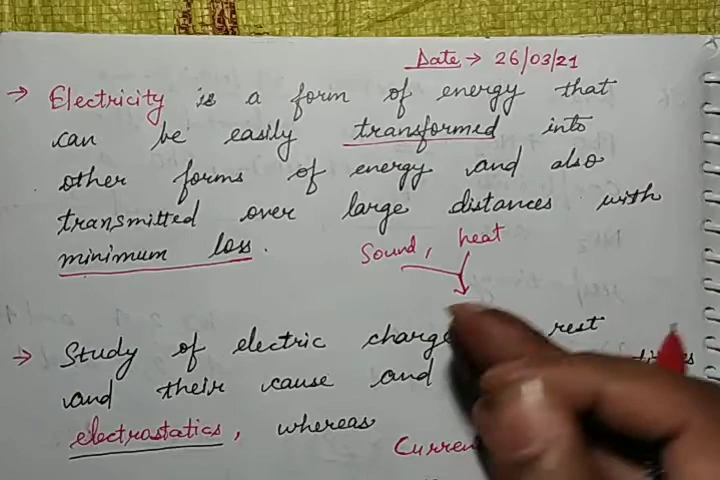 Date → 26/03/21
→ Electricity is a form of energy that
can be easily transformed into
other forms of energy and also
transmitted over large distances with
minimum loss.
Sound, heat
→ Study of electric charge rest
and their cause and
electrostatics, whereas